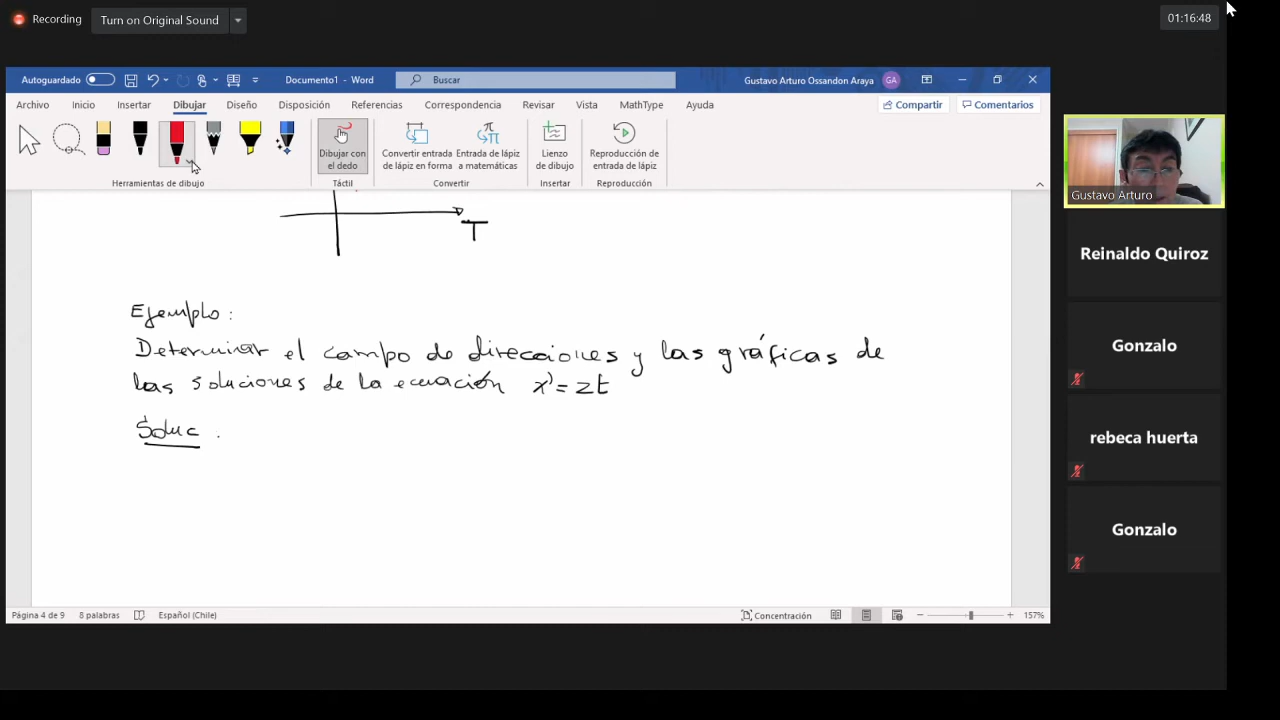 Recording
Turn on Original Sound
01:16:48
Autoguardado
Documento1 - Word
Buscar
Gustavo Arturo Ossandon Araya
GA
Archivo Inicio Insertar Dibujar Diseño Disposición Referencias Correspondencia Revisar Vista MathType Ayuda
Compartir
Comentarios
Dibujar con el dedo
Convertir entrada de lápiz en forma
Entrada de lápiz a matemáticas
Lienzo de dibujo
Reproducción de entrada de lápiz
Herramientas de dibujo
Táctil
Convertir
Insertar
Reproducción
T
Ejemplo:
Determinar el campo de direcciones y las gráficas de
las soluciones de la ecuación x' = 2t
Soluc.
Página 4 de 9
8 palabras
Español (Chile)
Concentración
157%
Gustavo Arturo
Reinaldo Quiroz
Gonzalo
rebeca huerta
Gonzalo